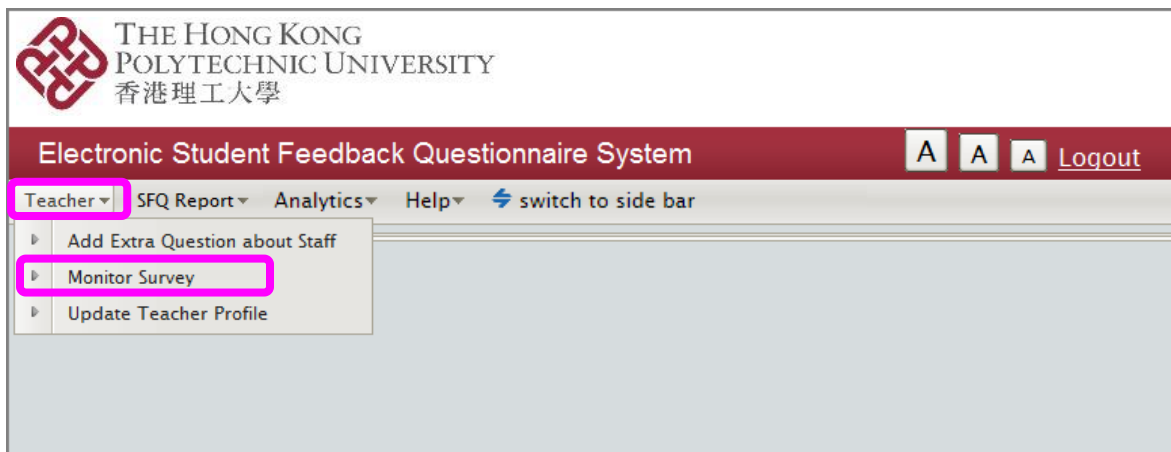 THE HONG KONG
POLYTECHNIC UNIVERSITY
香港理工大學
Electronic Student Feedback Questionnaire System A A A Logout
Teacher SFQ Report Analytics Help switch to side bar
Add Extra Question about Staff
Monitor Survey
Update Teacher Profile